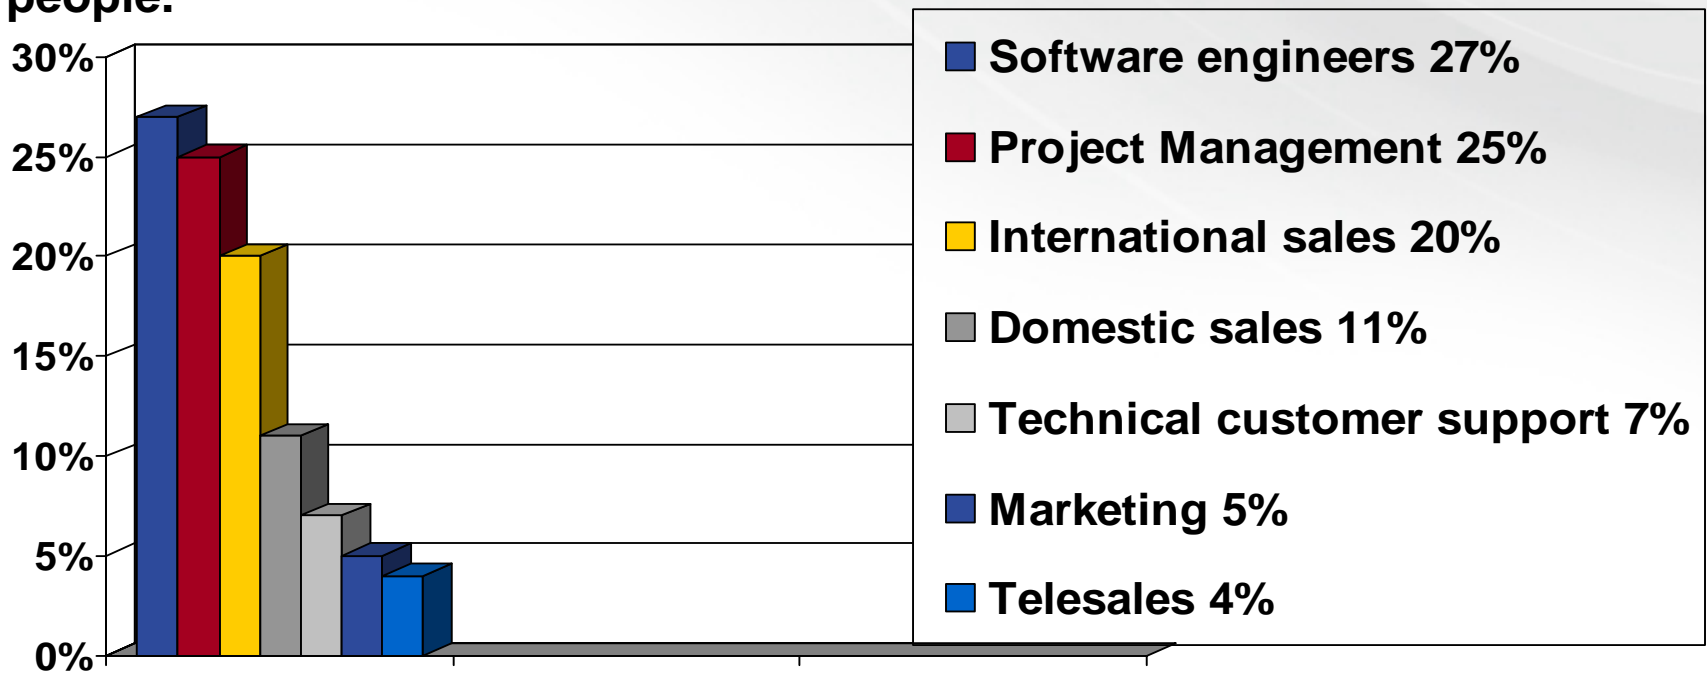 people.
30%
25%
20%
15%
10%
5%
0%
Software engineers 27%
Project Management 25%
International sales 20%
Domestic sales 11%
Technical customer support 7%
Marketing 5%
Telesales 4%